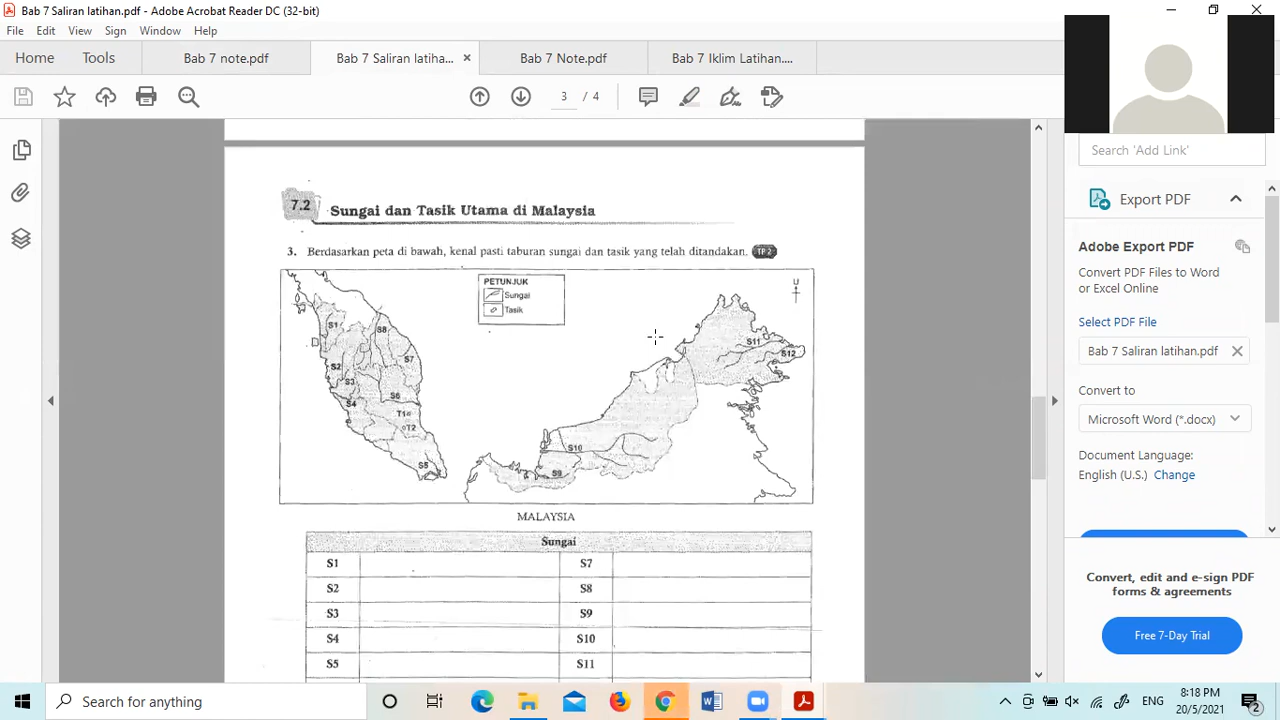 Bab 7 Saliran latihan.pdf - Adobe Acrobat Reader DC (32-bit)
File Edit View Sign Window Help
Home Tools Bab 7 note.pdf Bab 7 Saliran latiha... × Bab 7 Note.pdf Bab 7 Iklim Latihan....
3 / 4
Search 'Add Link'
Export PDF
Adobe Export PDF
Convert PDF Files to Word
or Excel Online
Select PDF File
Bab 7 Saliran latihan.pdf
Convert to
Microsoft Word (*.docx)
Document Language:
English (U.S.) Change
Convert, edit and e-sign PDF
forms & agreements
Free 7-Day Trial
7.2 Sungai dan Tasik Utama di Malaysia
3. Berdasarkan peta di bawah, kenal pasti taburan sungai dan tasik yang telah ditandakan. TP2
PETUNJUK
Sungai
Tasik
U
S1
S8
S7
S2
S3
S6
S4
T1
T2
S5
S11
S12
S10
S9
MALAYSIA
Sungai
S1 S7
S2 S8
S3 S9
S4 S10
S5 S11
Search for anything
ENG
8:18 PM
20/5/2021
2